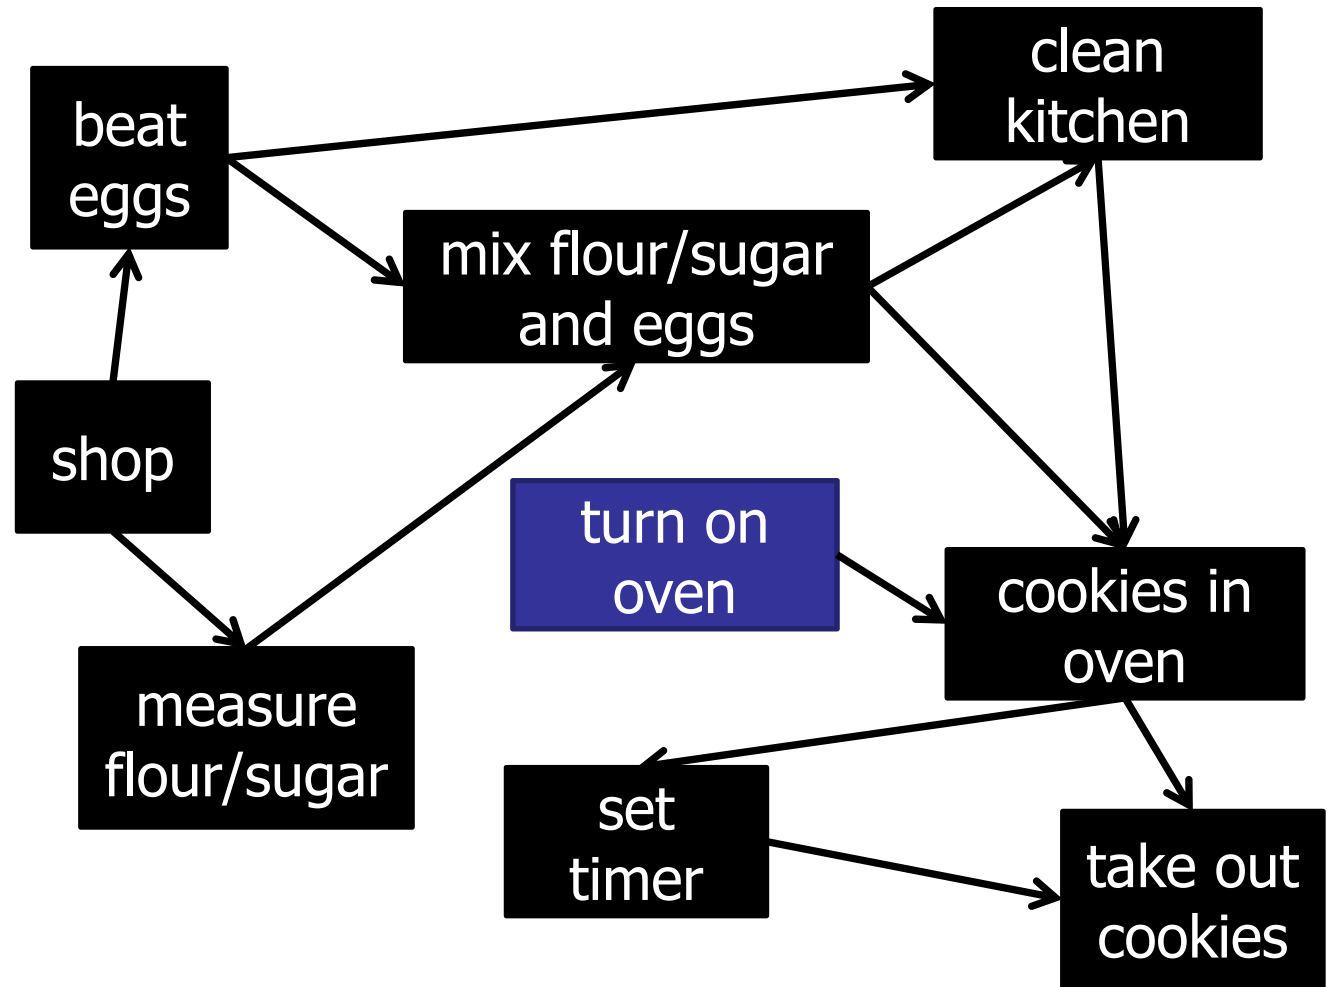 clean
kitchen
beat
eggs
mix flour/sugar
and eggs
shop
turn on
oven
cookies in
oven
measure
flour/sugar
set
timer
take out
cookies